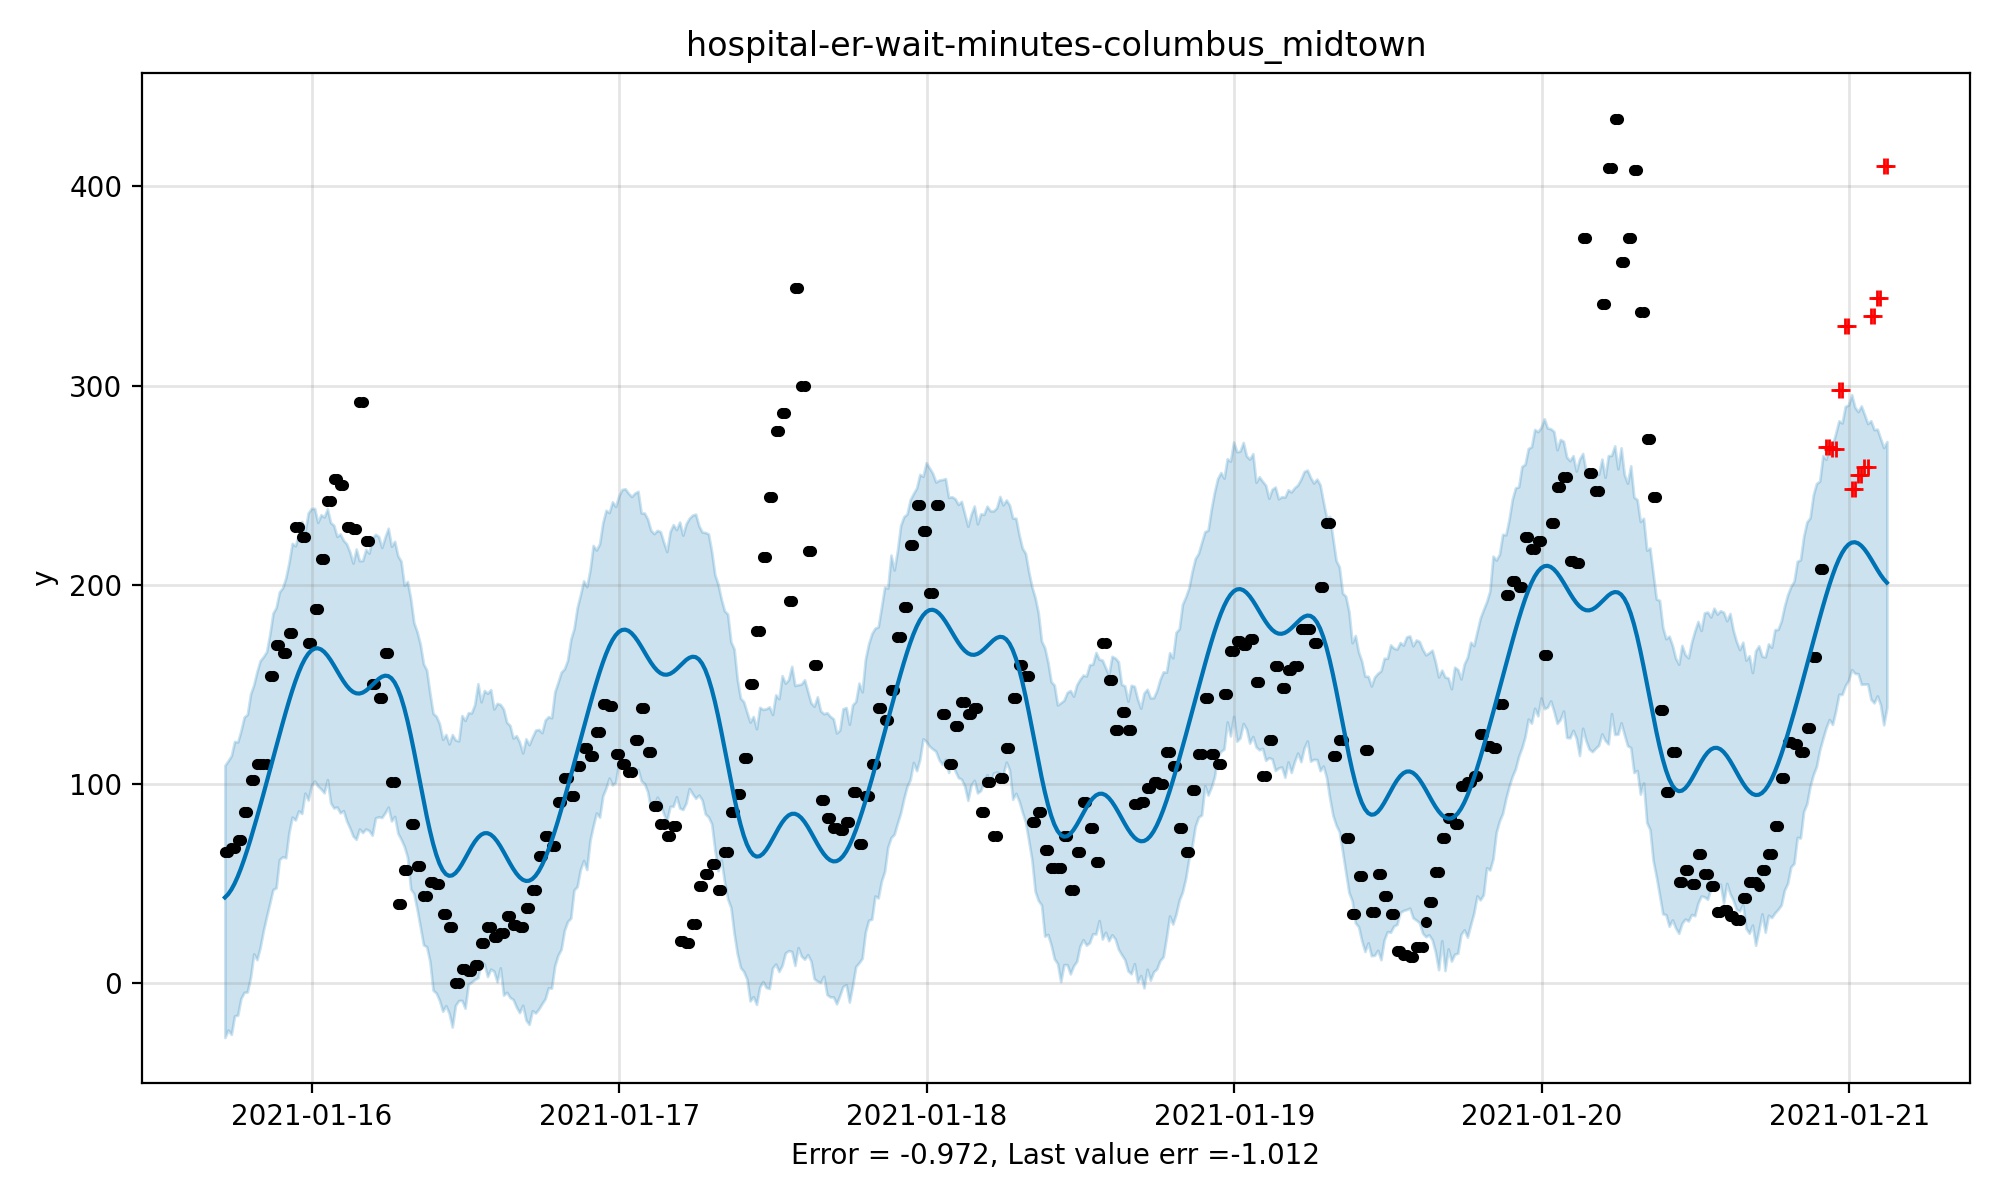 hospital-er-wait-minutes-columbus_midtown
y
400
300
200
100
0
2021-01-16 2021-01-17 2021-01-18 2021-01-19 2021-01-20 2021-01-21
Error = -0.972, Last value err =-1.012